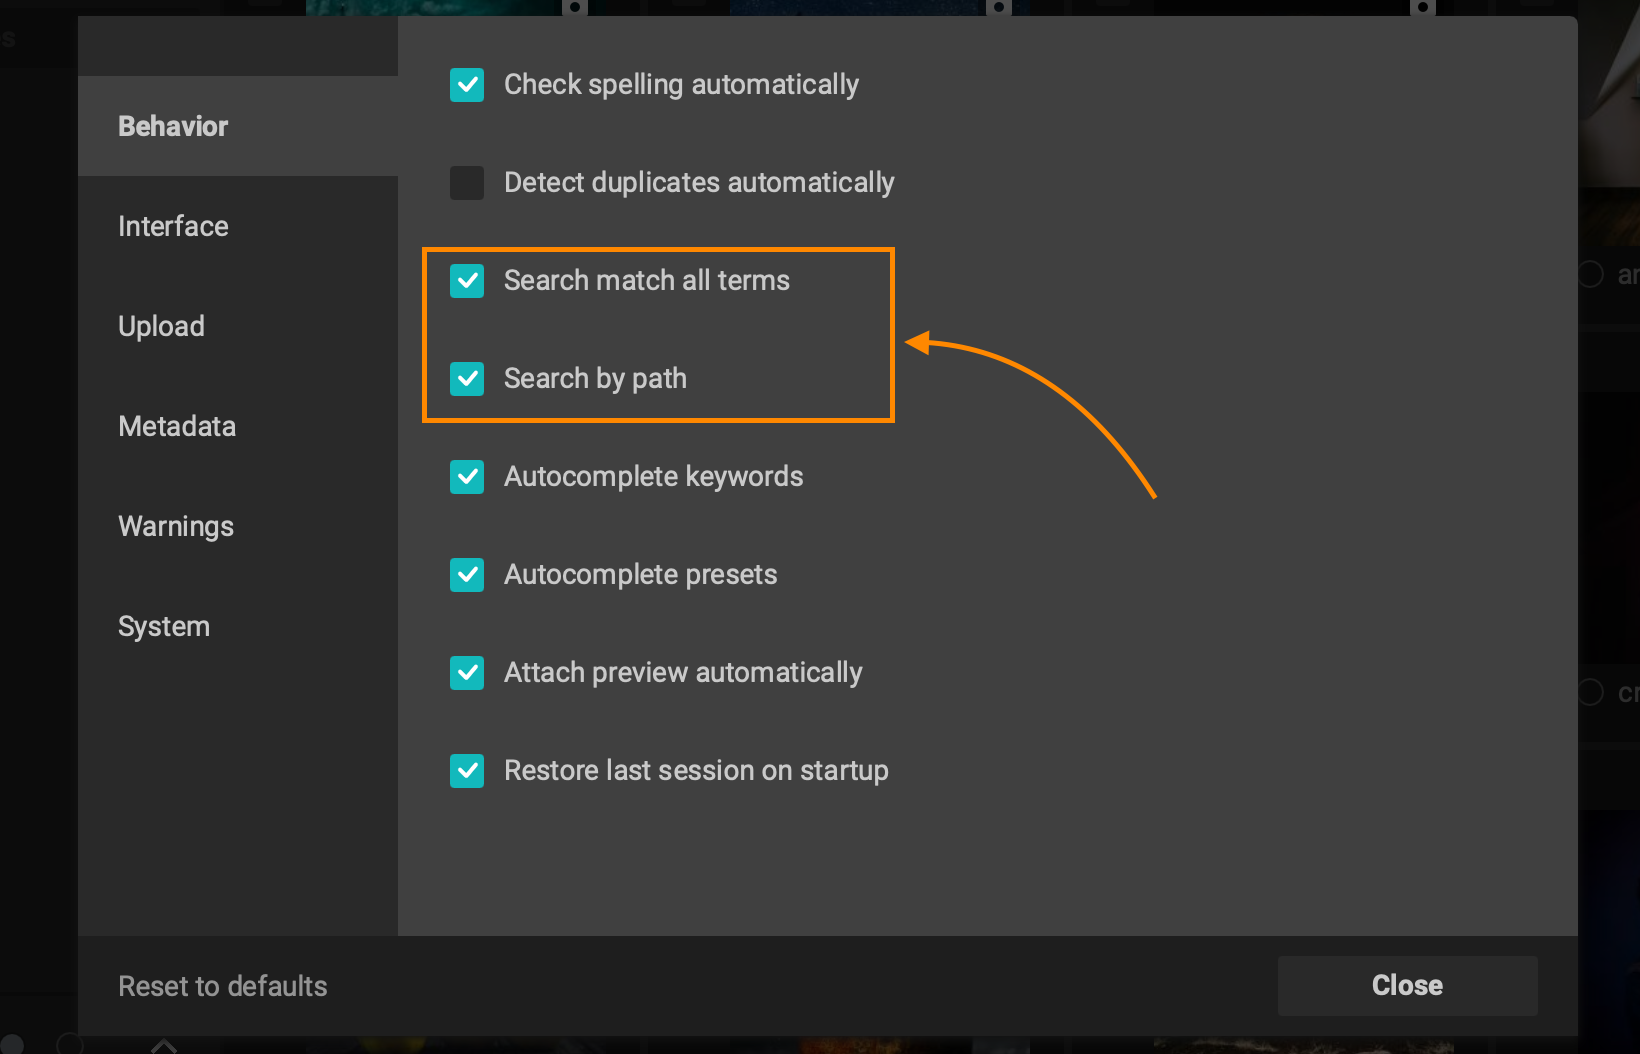 Behavior
Interface
Upload
Metadata
Warnings
System
Check spelling automatically
Detect duplicates automatically
Search match all terms
Search by path
Autocomplete keywords
Autocomplete presets
Attach preview automatically
Restore last session on startup
Reset to defaults
Close